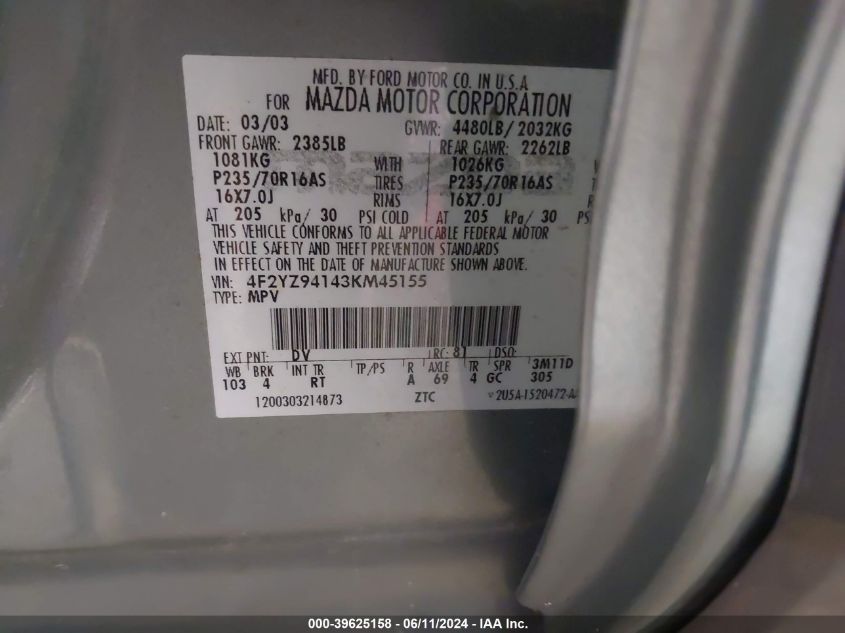 MFD. BY FORD MOTOR CO. IN U.S.A
FOR MAZDA MOTOR CORPORATION
DATE: 03/03 GVWR: 4480LB/ 2032KG
FRONT GAWR: 2385LB REAR GAWR: 2262LB
1081KG WITH 1026KG
P235/70R16AS TIRES P235/70R16AS
16X7.0J RIMS 16X7.0J
AT 205 kPa/ 30 PSI COLD AT 205 kPa/ 30
THIS VEHICLE CONFORMS TO ALL APPLICABLE FEDERAL MOTOR
VEHICLE SAFETY AND THEFT PREVENTION STANDARDS
IN EFFECT ON THE DATE OF MANUFACTURE SHOWN ABOVE.
VIN: 4F2YZ94143KM45155
TYPE: MPV
EXT PNT: DV RC: 81 DSO:
WB BRK INT TR TP/PS R AXLE TR SPR 3M11D
103 4 RT A 69 4 GC 305
1200303214873 ZTC
000-39625158 - 06/11/2024 - IAA Inc.